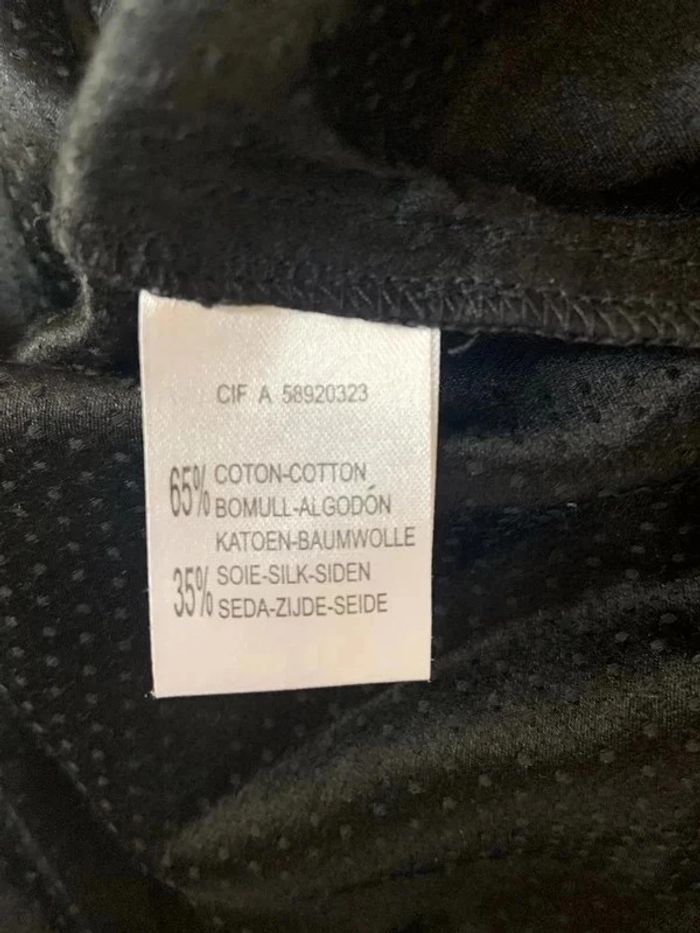 CIF A 58920323
65% COTON-COTTON
BOMULL-ALGODÓN
KATOEN-BAUMWOLLE
35% SOIE-SILK-SIDEN
SEDA-ZIJDE-SEIDE